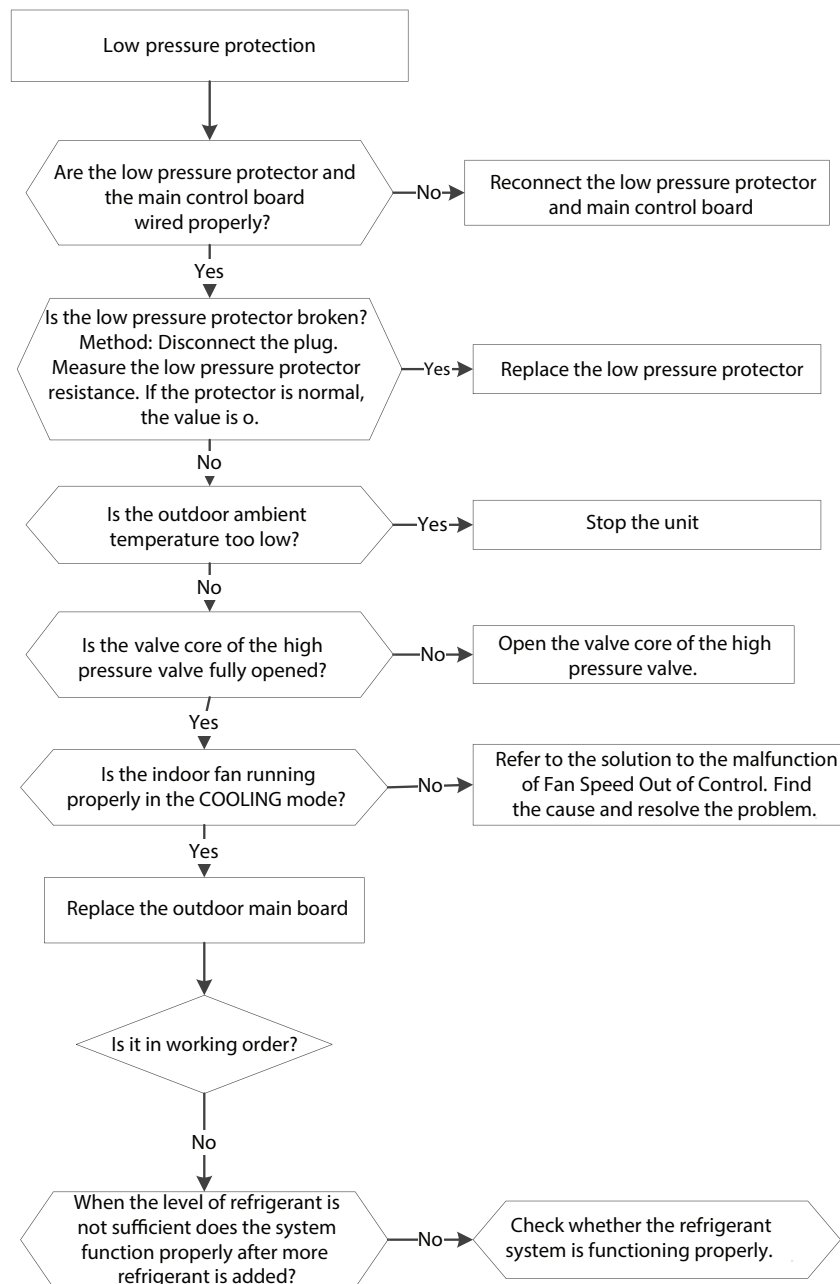 Low pressure protection
Are the low pressure protector and
the main control board
wired properly?
No
Reconnect the low pressure protector
and main control board
Yes
Is the low pressure protector broken?
Method: Disconnect the plug.
Measure the low pressure protector
resistance. If the protector is normal,
the value is o.
Yes
Replace the low pressure protector
No
Is the outdoor ambient
temperature too low?
Yes
Stop the unit
No
Is the valve core of the high
pressure valve fully opened?
No
Open the valve core of the high
pressure valve.
Yes
Is the indoor fan running
properly in the COOLING mode?
No
Refer to the solution to the malfunction
of Fan Speed Out of Control. Find
the cause and resolve the problem.
Yes
Replace the outdoor main board
Is it in working order?
No
When the level of refrigerant is
not sufficient does the system
function properly after more
refrigerant is added?
No
Check whether the refrigerant
system is functioning properly.